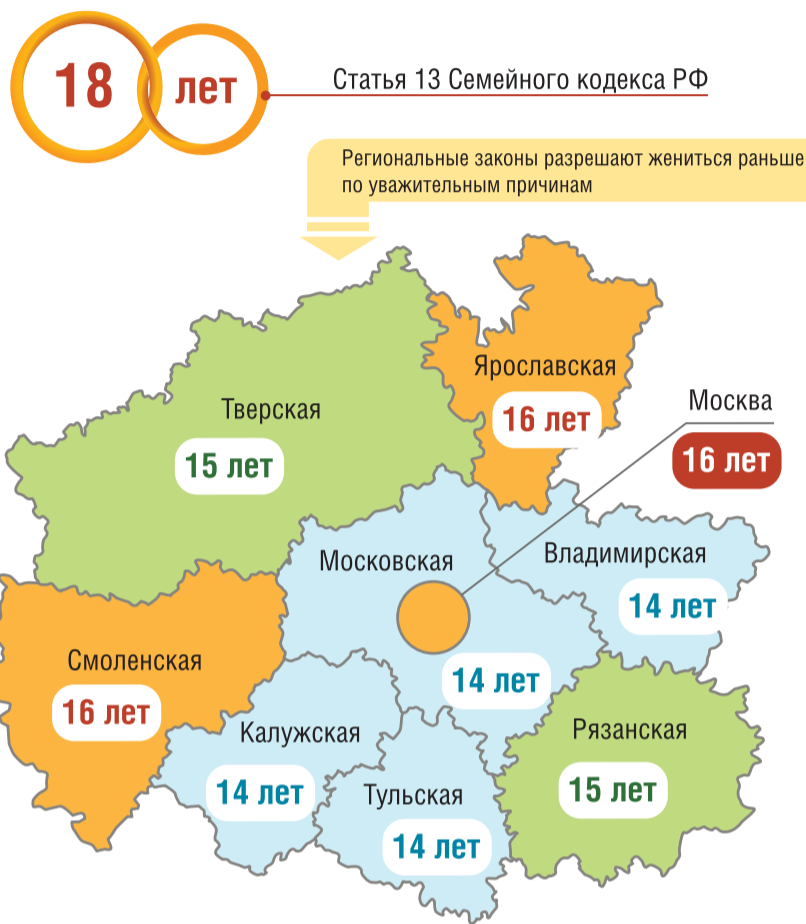 18 лет
Статья 13 Семейного кодекса РФ
Региональные законы разрешают жениться раньше
по уважительным причинам
Ярославская
16 лет
Москва
16 лет
Тверская
15 лет
Московская
14 лет
Владимирская
14 лет
Смоленская
16 лет
Калужская
14 лет
Тульская
14 лет
Рязанская
15 лет